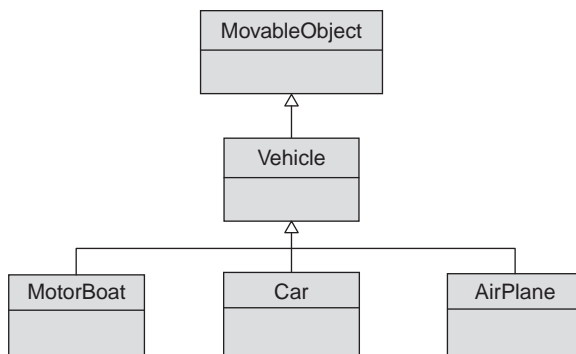 MovableObject
Vehicle
MotorBoat
Car
AirPlane